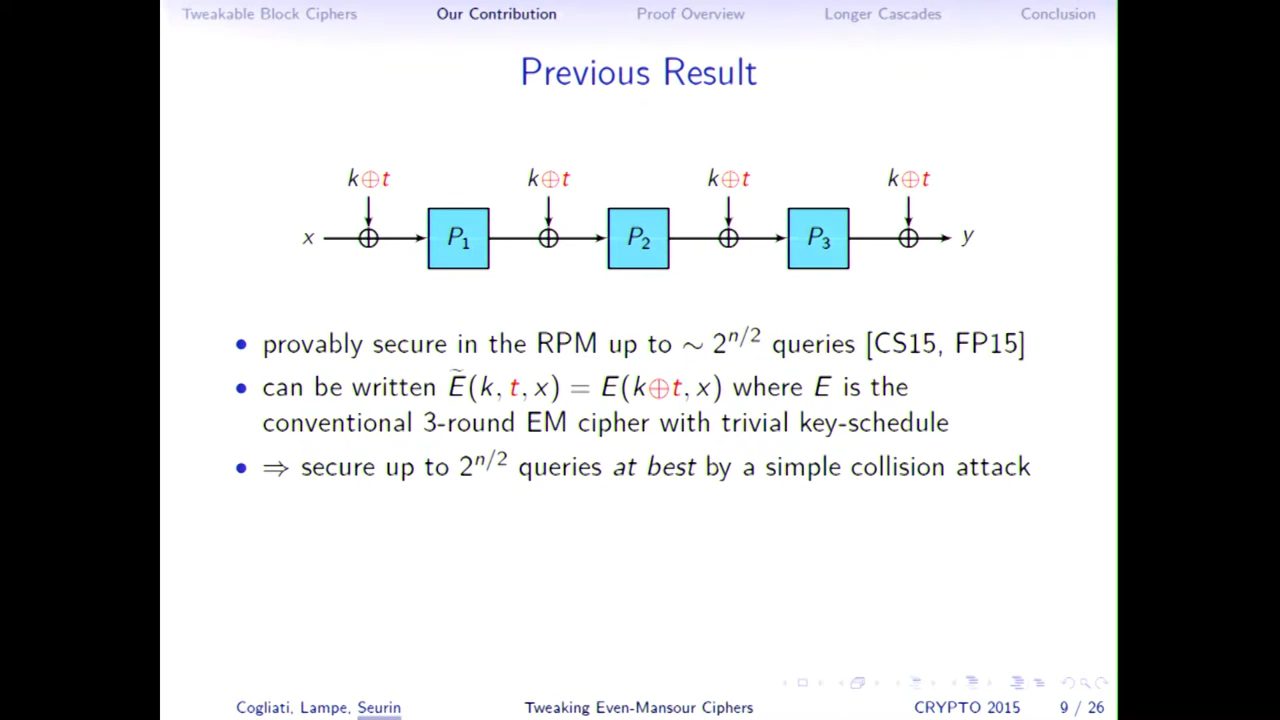 Tweakable Block Ciphers Our Contribution Proof Overview Longer Cascades Conclusion
Previous Result
k⊕t k⊕t k⊕t k⊕t
x P₁ P₂ P₃ y
• provably secure in the RPM up to ∼ 2^{n/2} queries [CS15, FP15]
• can be written Ẽ(k, t, x) = E(k⊕t, x) where E is the
conventional 3-round EM cipher with trivial key-schedule
• ⇒ secure up to 2^{n/2} queries at best by a simple collision attack
Cogliati, Lampe, Seurin Tweaking Even-Mansour Ciphers CRYPTO 2015 9 / 26